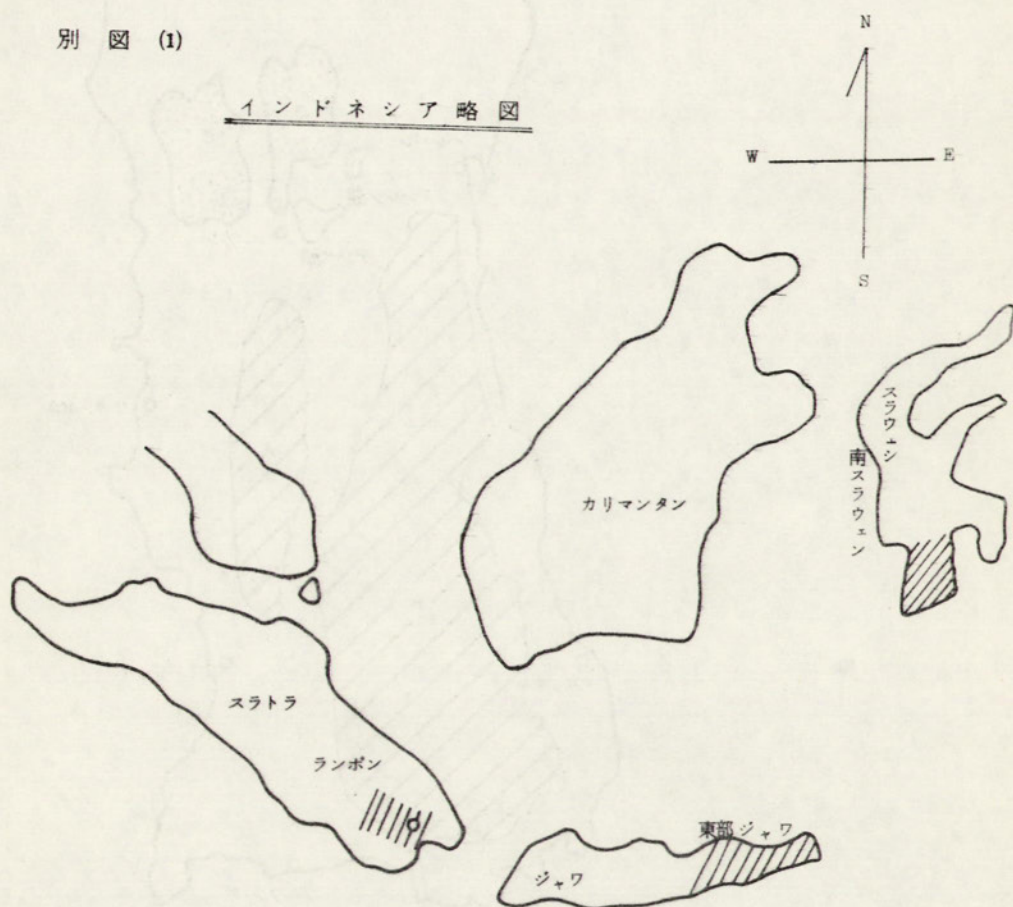 別図 (1)
インドネシア略図
N
W
E
S
スラウェシ
南スラウェン
カリマンタン
スラトラ
ランポン
東部ジャワ
ジャワ